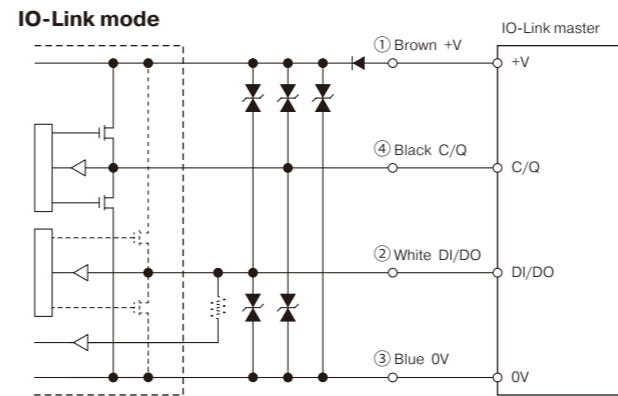 IO-Link mode
IO-Link master
① Brown +V
+V
④ Black C/Q
C/Q
② White DI/DO
DI/DO
③ Blue 0V
0V